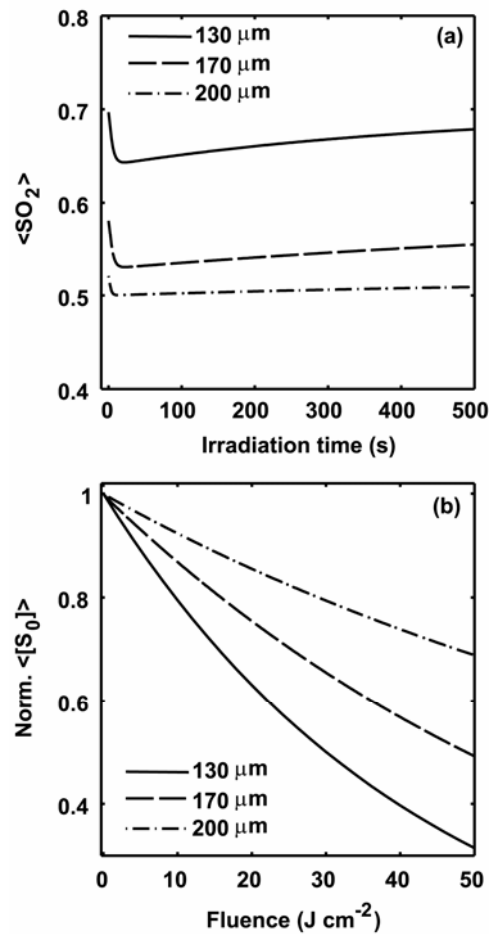 0.8
(a)
130 μm
170 μm
200 μm
0.7
0.6
0.5
0.4
<SO2>
0 100 200 300 400 500
Irradiation time (s)
1
(b)
0.8
0.6
0.4
Norm. <[S0]>
130 μm
170 μm
200 μm
0 10 20 30 40 50
Fluence (J cm-2)